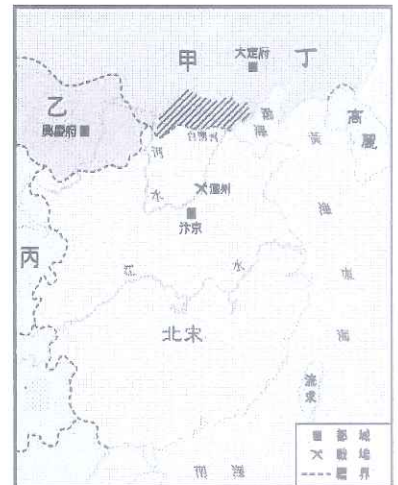 甲
大定府
丁
乙
興慶府
高
麗
渤
海
黃
海
白溝河
河
水
澶州
汴京
丙
江
水
東
海
北宋
流
求
南
海
都城
戰場
疆界